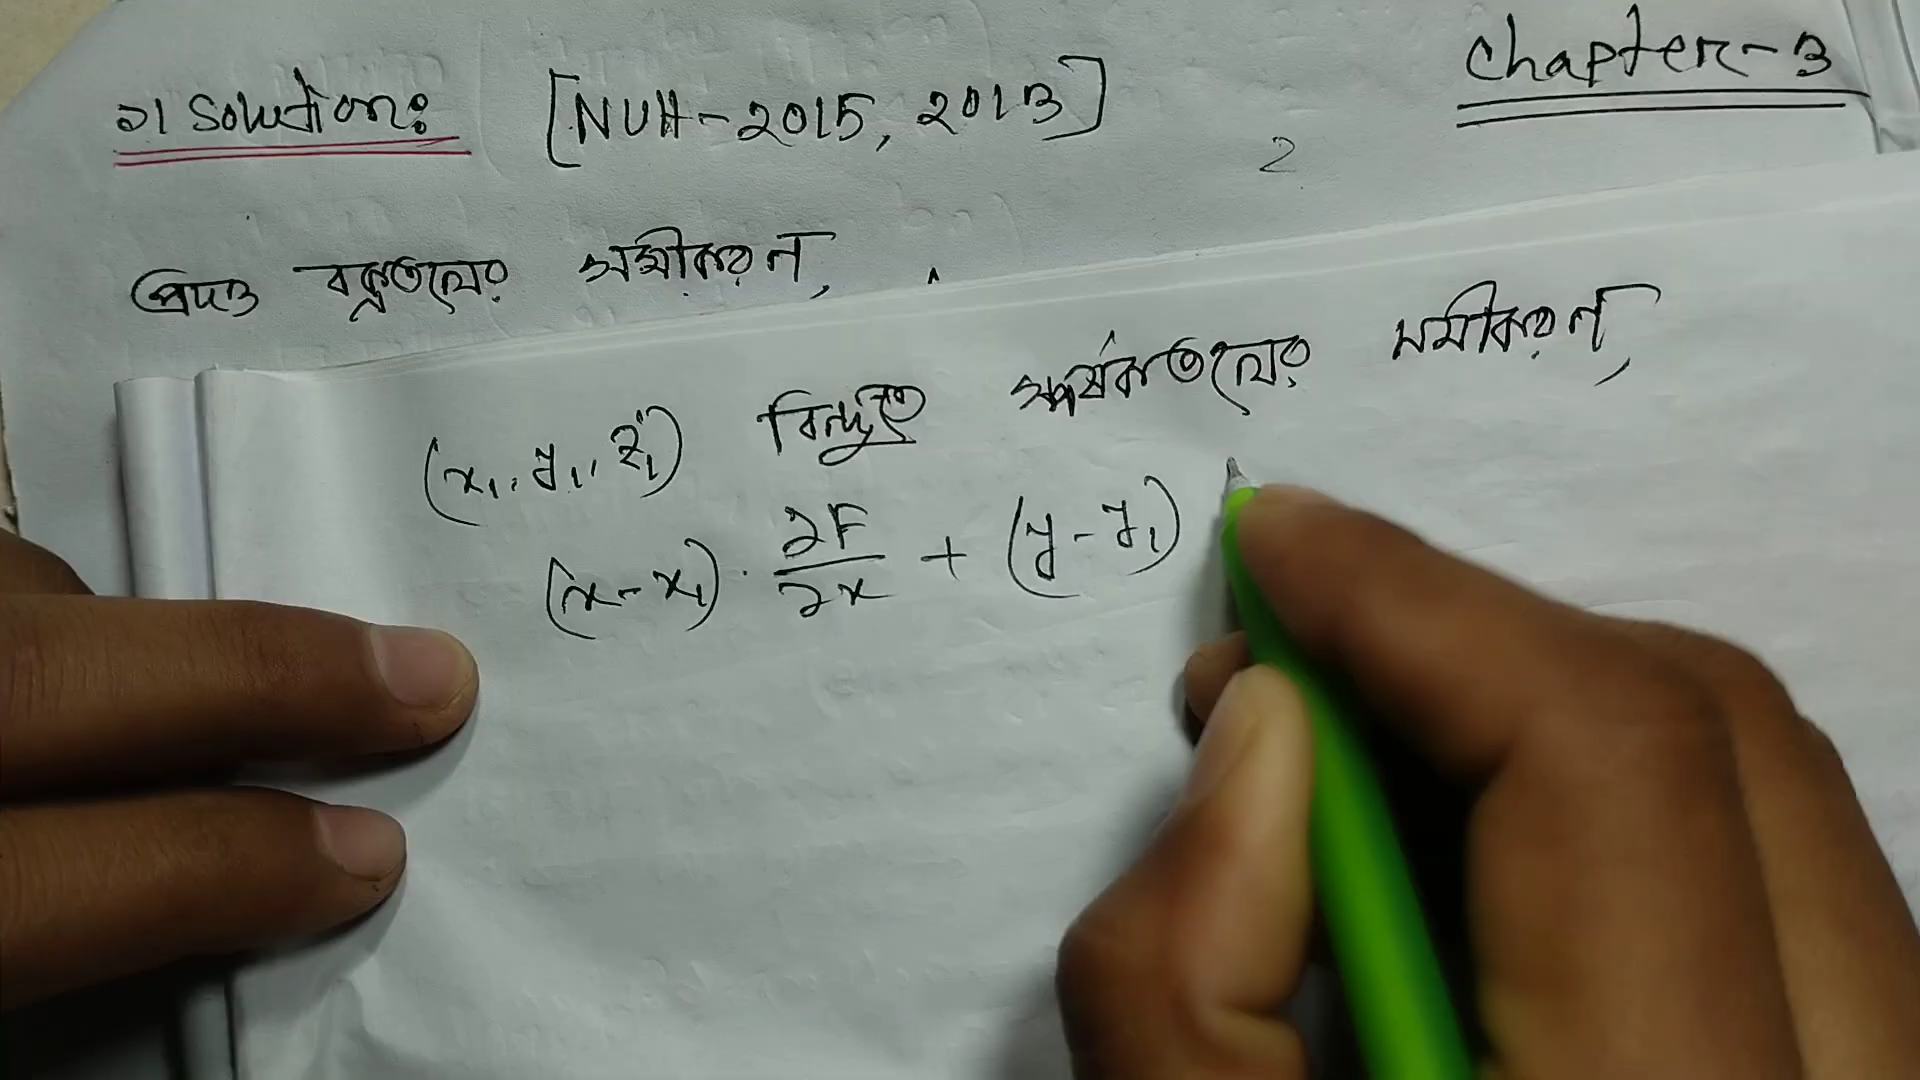 ২। Solution: [NUH-2015, 2013] Chapter-3
2
প্রদত্ত বক্রতলের সমীকরণ,
(x₁, y₁, z₁) বিন্দুতে স্পর্শকতলের সমীকরণ,
(x-x₁)·∂F/∂x + (y-y₁)